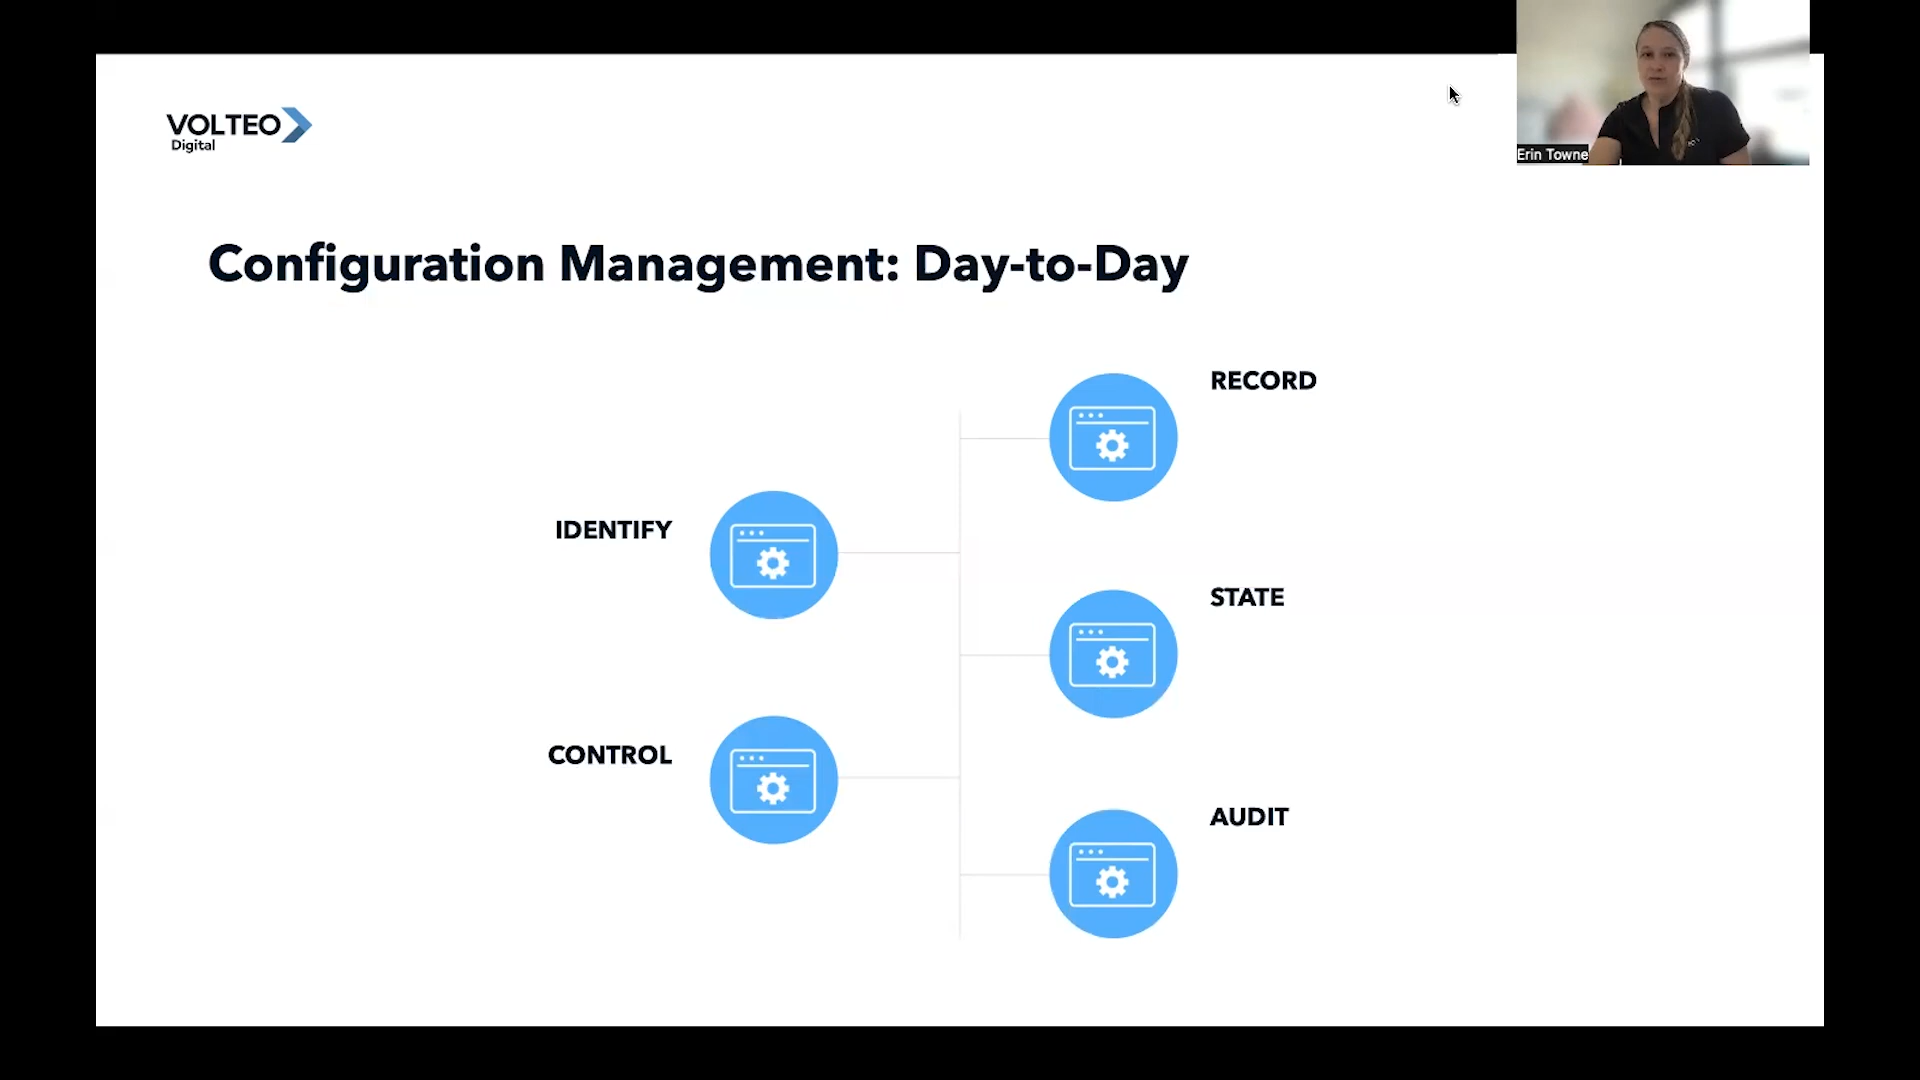 VOLTEO
Digital
Erin Towne
Configuration Management: Day-to-Day
RECORD
IDENTIFY
STATE
CONTROL
AUDIT